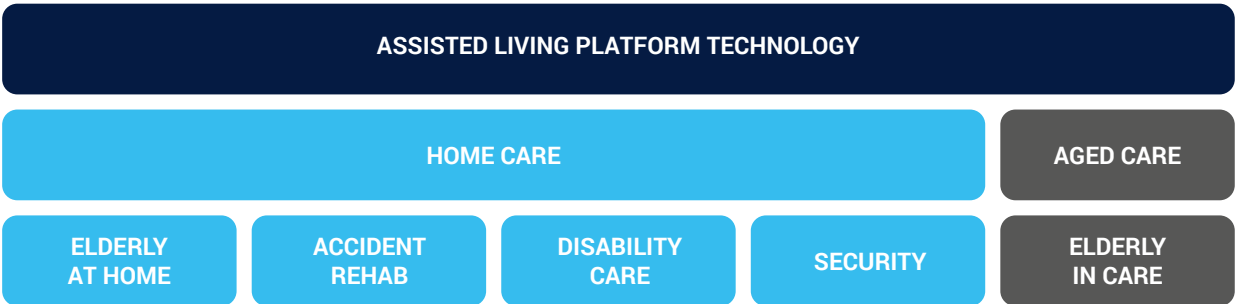 ASSISTED LIVING PLATFORM TECHNOLOGY
HOME CARE
AGED CARE
ELDERLY
AT HOME
ACCIDENT
REHAB
DISABILITY
CARE
SECURITY
ELDERLY
IN CARE